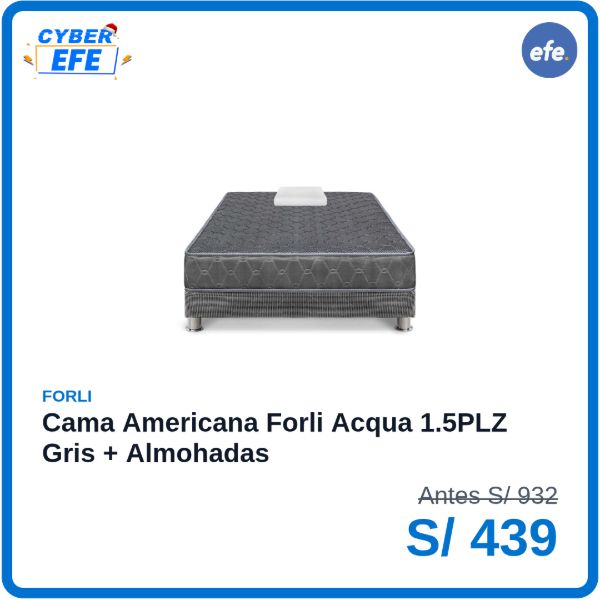 CYBER
EFE
efe.
FORLI
Cama Americana Forli Acqua 1.5PLZ
Gris + Almohadas
Antes S/ 932
S/ 439